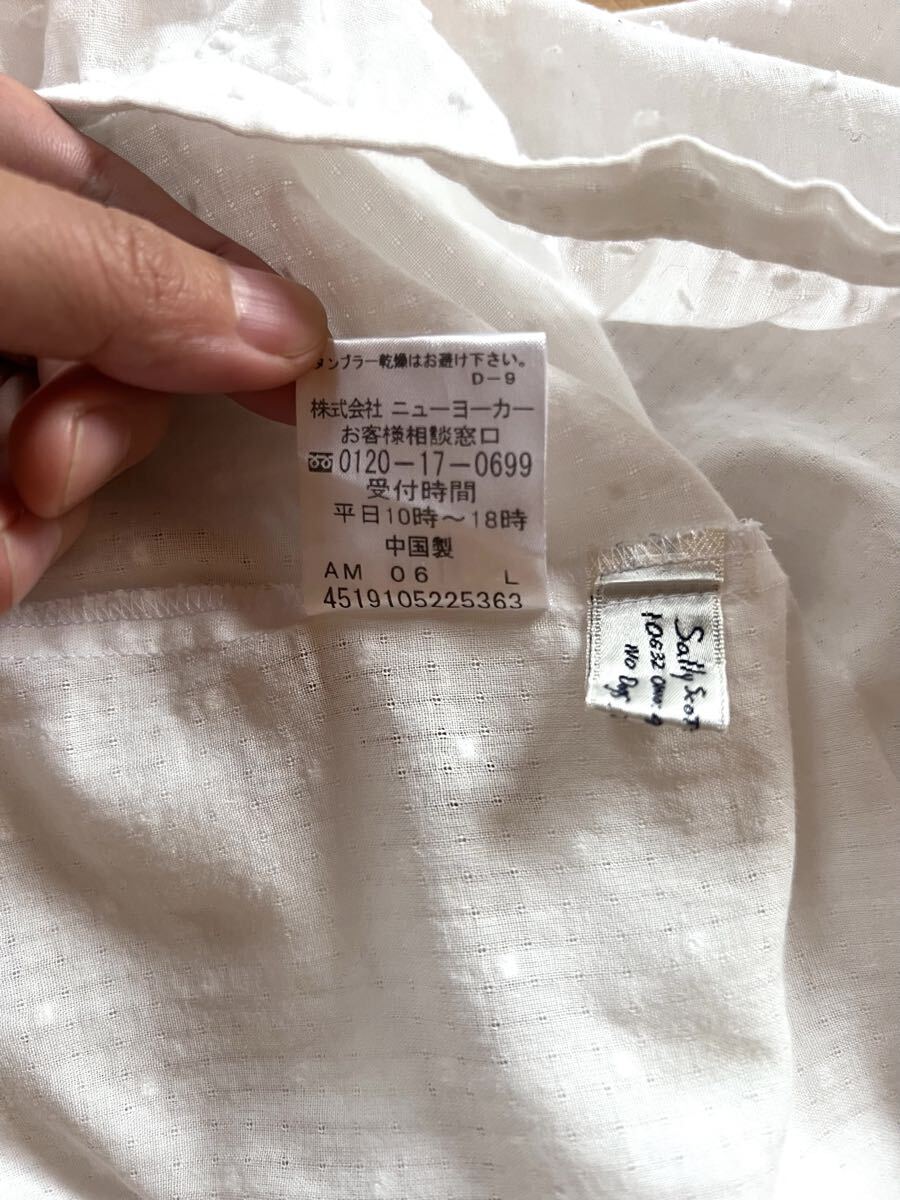 タンブラー乾燥はお避け下さい。
D-9
株式会社 ニューヨーカー
お客様相談窓口
0120-17-0699
受付時間
平日10時～18時
中国製
AM 06 L
4519105225363
Sally Scot